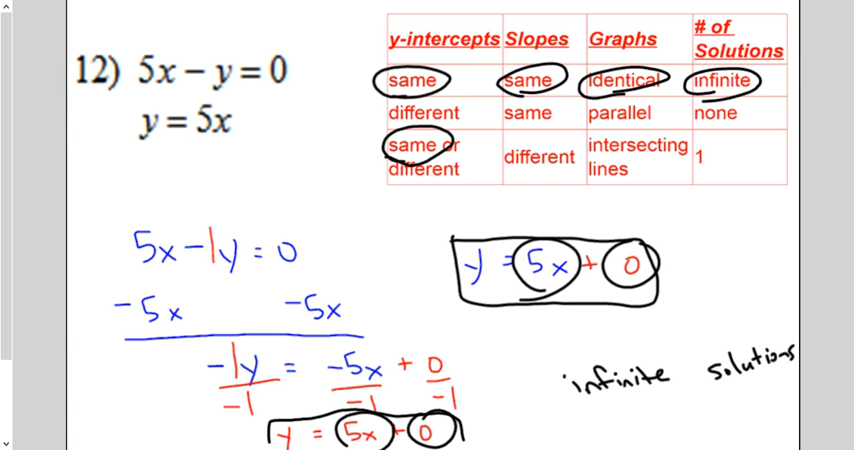 12) 5x − y = 0
y = 5x
y-intercepts Slopes Graphs # of Solutions
same same identical infinite
different same parallel none
same or different different intersecting lines 1
5x - 1y = 0
y = 5x + 0
-5x -5x
-1y = -5x + 0
-1 -1 -1
infinite solutions
y = 5x + 0